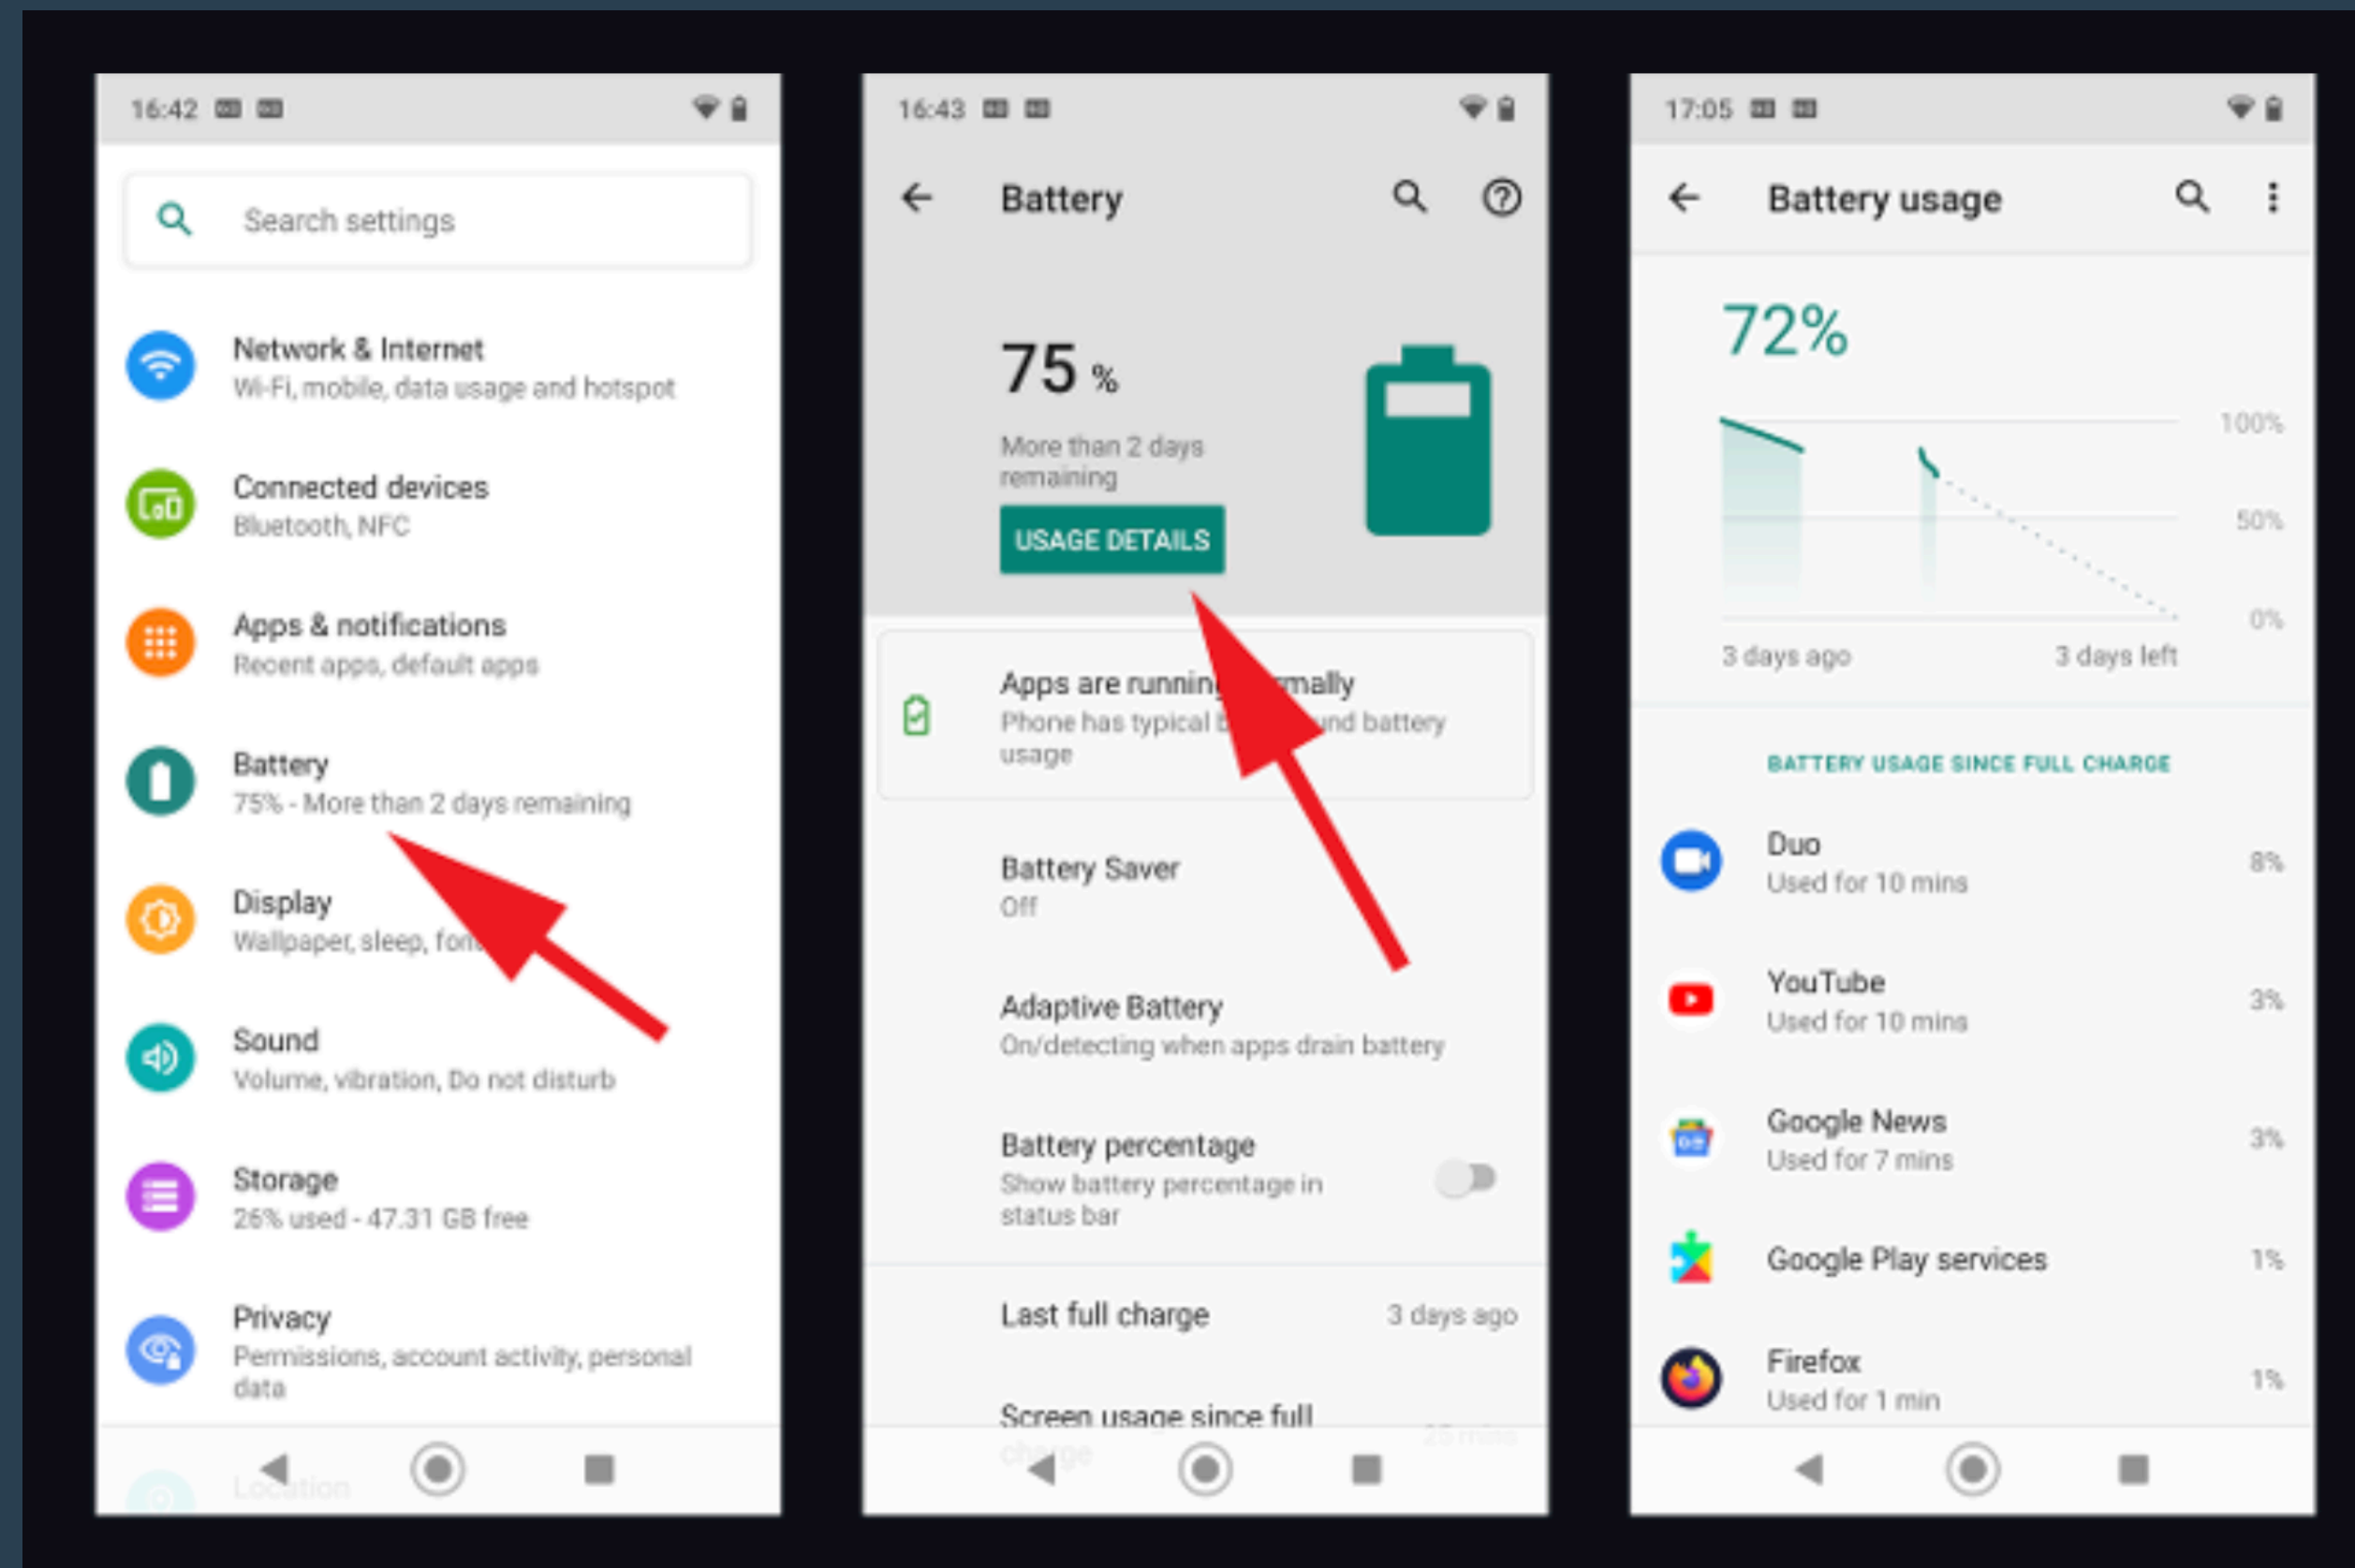 16:42
Search settings
Network & Internet
Wi-Fi, mobile, data usage and hotspot
Connected devices
Bluetooth, NFC
Apps & notifications
Recent apps, default apps
Battery
75% - More than 2 days remaining
Display
Wallpaper, sleep,
Sound
Volume, vibration, Do not disturb
Storage
26% used - 47.31 GB free
Privacy
Permissions, account activity, personal
data
Location
16:43
Battery
75 %
More than 2 days
remaining
USAGE DETAILS
Apps are running
Phone has typical battery
usage
Battery Saver
Off
Adaptive Battery
On/detecting when apps drain battery
Battery percentage
Show battery percentage in
status bar
Last full charge 3 days ago
Screen usage since full
charge 25 mins
17:05
Battery usage
72%
100%
50%
0%
3 days ago 3 days left
BATTERY USAGE SINCE FULL CHARGE
Duo
Used for 10 mins
8%
YouTube
Used for 10 mins
3%
Google News
Used for 7 mins
3%
Google Play services 1%
Firefox
Used for 1 min
1%